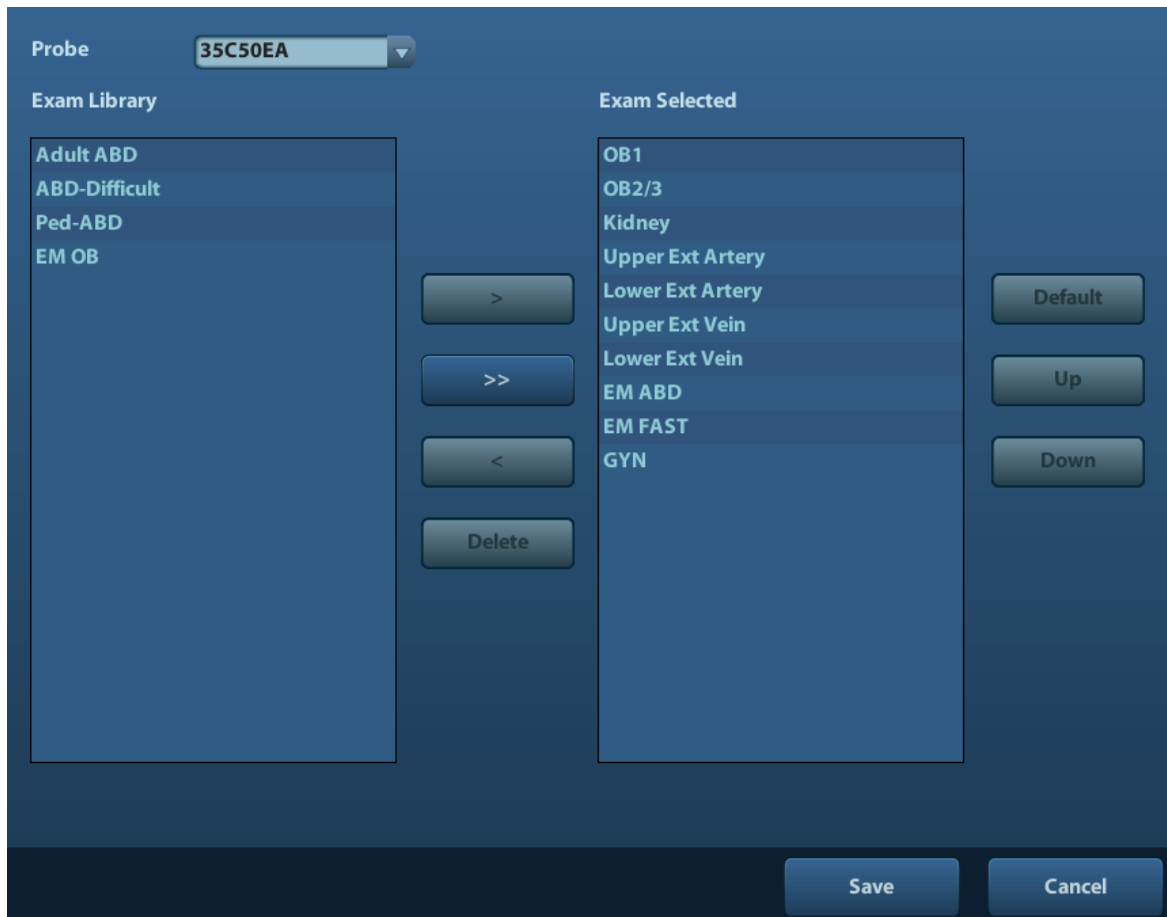 Probe
35C50EA
Exam Library
Exam Selected
Adult ABD
ABD-Difficult
Ped-ABD
EM OB
>
>>
<
Delete
OB1
OB2/3
Kidney
Upper Ext Artery
Lower Ext Artery
Upper Ext Vein
Lower Ext Vein
EM ABD
EM FAST
GYN
Default
Up
Down
Save
Cancel